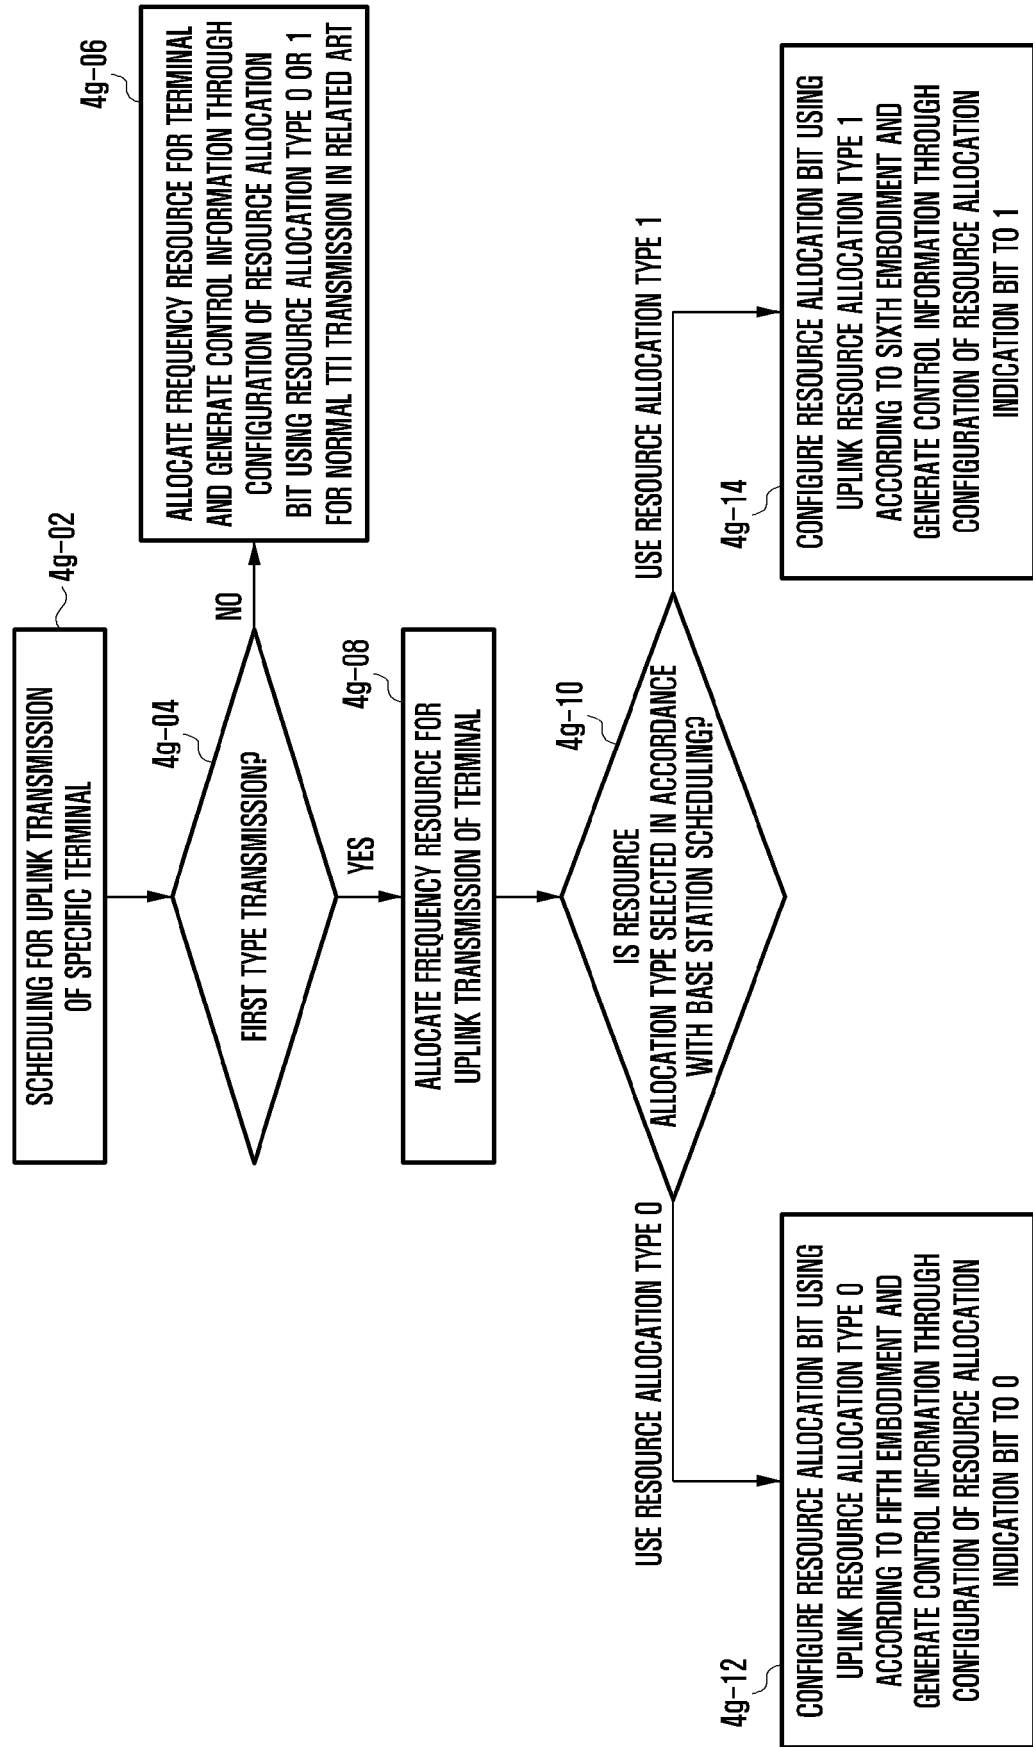 4g-02
SCHEDULING FOR UPLINK TRANSMISSION
OF SPECIFIC TERMINAL
4g-04
FIRST TYPE TRANSMISSION?
NO
4g-06
ALLOCATE FREQUENCY RESOURCE FOR TERMINAL
AND GENERATE CONTROL INFORMATION THROUGH
CONFIGURATION OF RESOURCE ALLOCATION
BIT USING RESOURCE ALLOCATION TYPE 0 OR 1
FOR NORMAL TTI TRANSMISSION IN RELATED ART
YES
4g-08
ALLOCATE FREQUENCY RESOURCE FOR
UPLINK TRANSMISSION OF TERMINAL
4g-10
IS RESOURCE
ALLOCATION TYPE SELECTED IN ACCORDANCE
WITH BASE STATION SCHEDULING?
USE RESOURCE ALLOCATION TYPE 0
USE RESOURCE ALLOCATION TYPE 1
4g-12
CONFIGURE RESOURCE ALLOCATION BIT USING
UPLINK RESOURCE ALLOCATION TYPE 0
ACCORDING TO FIFTH EMBODIMENT AND
GENERATE CONTROL INFORMATION THROUGH
CONFIGURATION OF RESOURCE ALLOCATION
INDICATION BIT TO 0
4g-14
CONFIGURE RESOURCE ALLOCATION BIT USING
UPLINK RESOURCE ALLOCATION TYPE 1
ACCORDING TO SIXTH EMBODIMENT AND
GENERATE CONTROL INFORMATION THROUGH
CONFIGURATION OF RESOURCE ALLOCATION
INDICATION BIT TO 1